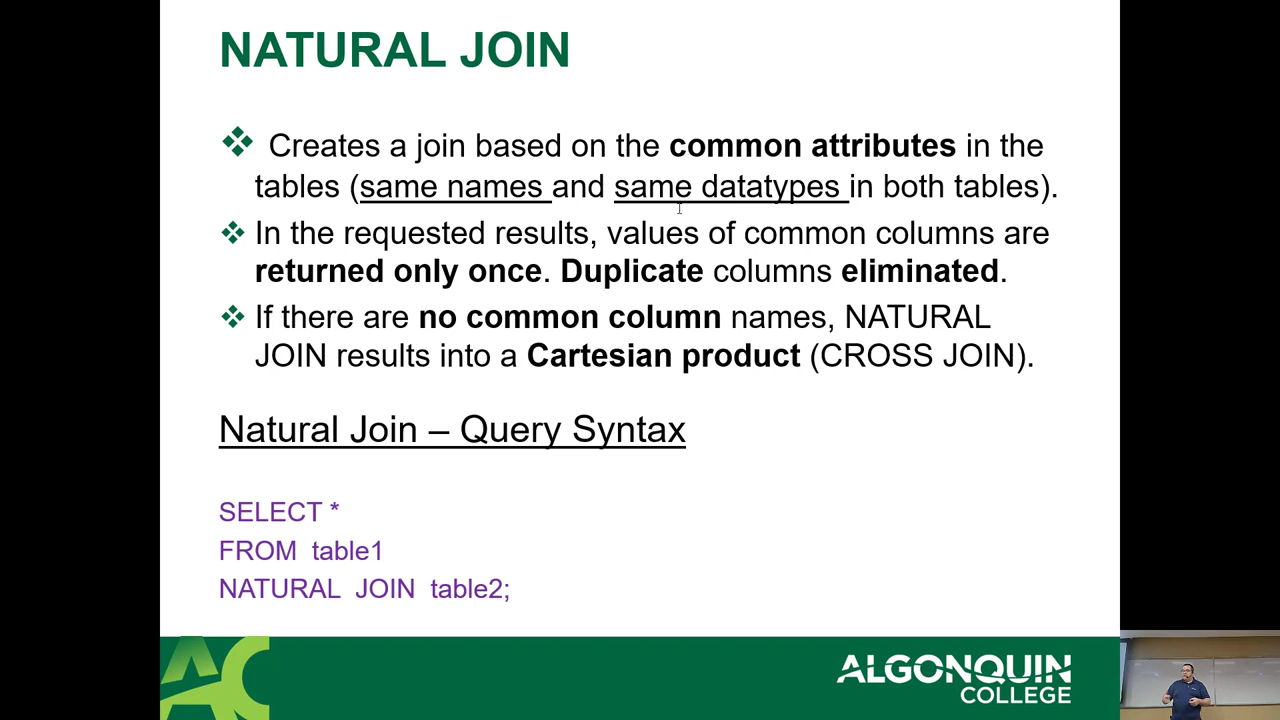 NATURAL JOIN
❖ Creates a join based on the common attributes in the
tables (same names and same datatypes in both tables).
❖ In the requested results, values of common columns are
returned only once. Duplicate columns eliminated.
❖ If there are no common column names, NATURAL
JOIN results into a Cartesian product (CROSS JOIN).
Natural Join – Query Syntax
SELECT *
FROM table1
NATURAL JOIN table2;
AC
ALGONQUIN
COLLEGE